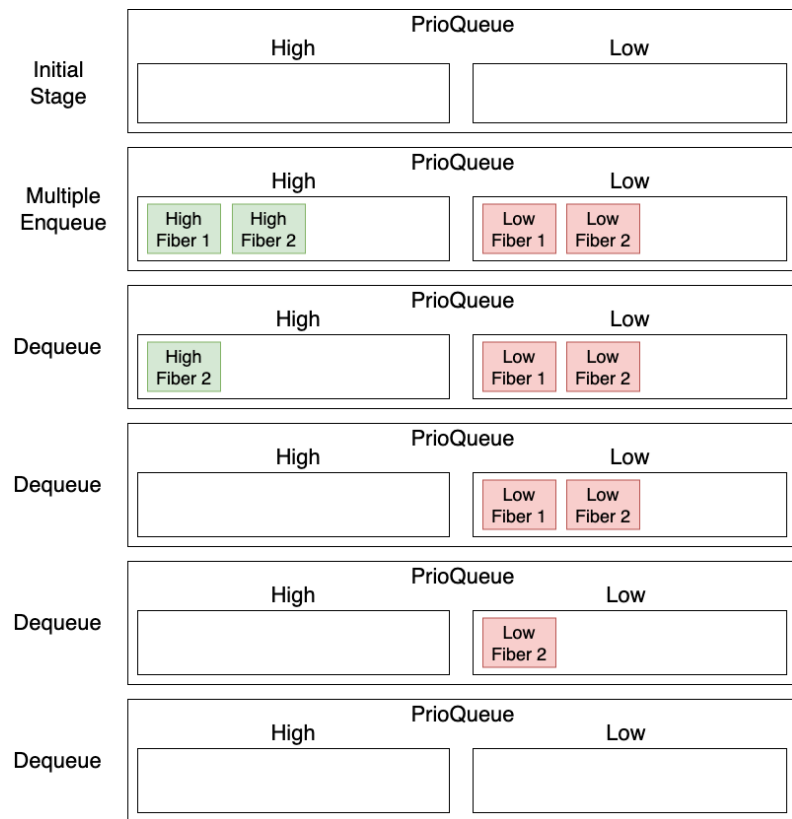 PrioQueue
High Low
Initial
Stage
PrioQueue
High Low
Multiple
Enqueue
High
Fiber 1
High
Fiber 2
Low
Fiber 1
Low
Fiber 2
PrioQueue
High Low
Dequeue
High
Fiber 2
Low
Fiber 1
Low
Fiber 2
PrioQueue
High Low
Dequeue
Low
Fiber 1
Low
Fiber 2
PrioQueue
High Low
Dequeue
Low
Fiber 2
PrioQueue
High Low
Dequeue